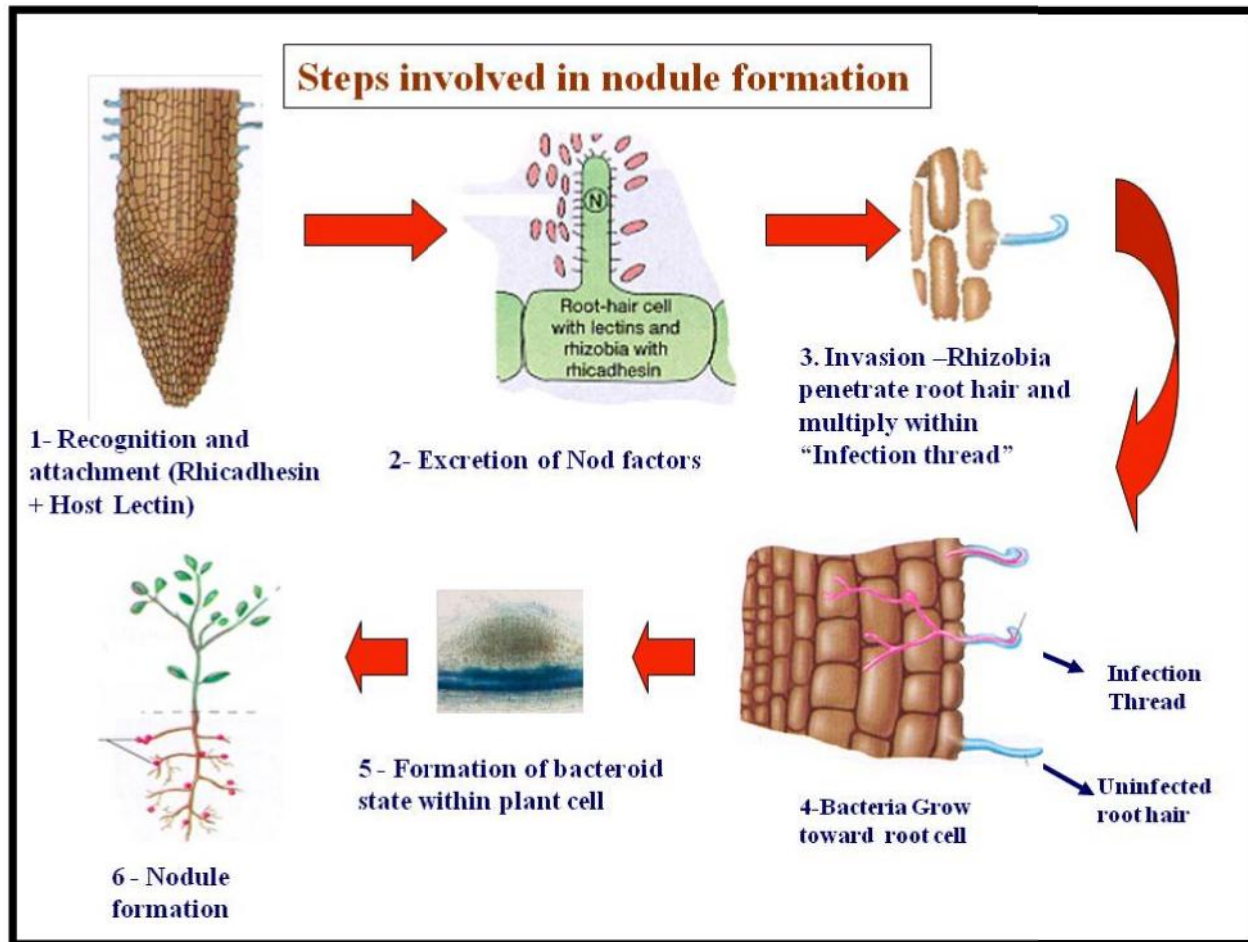 Steps involved in nodule formation
N
Root-hair cell
with lectins and
rhizobia with
rhicadhesin
1- Recognition and
attachment (Rhicadhesin
+ Host Lectin)
2- Excretion of Nod factors
3. Invasion –Rhizobia
penetrate root hair and
multiply within
“Infection thread”
Infection
Thread
Uninfected
root hair
4-Bacteria Grow
toward root cell
5 - Formation of bacteroid
state within plant cell
6 - Nodule
formation